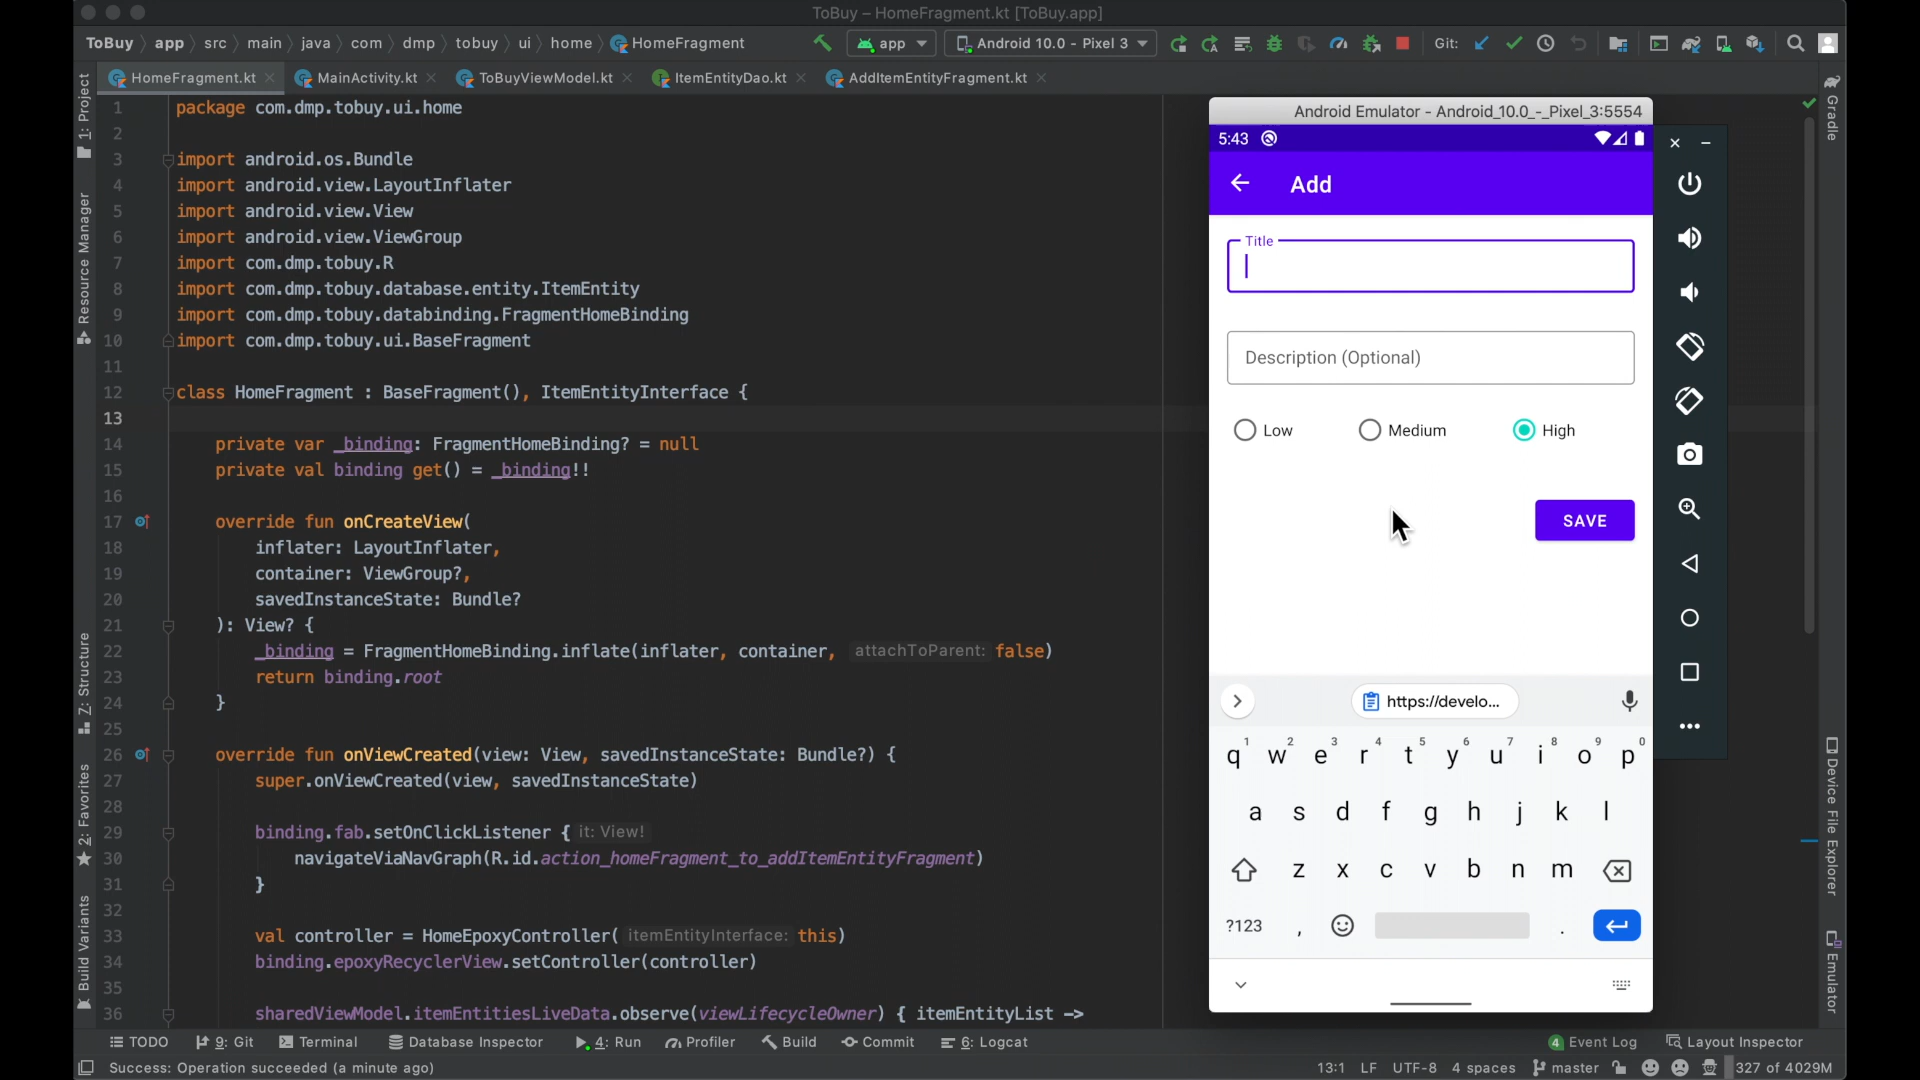 ToBuy – HomeFragment.kt [ToBuy.app]
ToBuy app src main java com dmp tobuy ui home HomeFragment
app
Android 10.0 - Pixel 3
Git:
HomeFragment.kt
MainActivity.kt
ToBuyViewModel.kt
ItemEntityDao.kt
AddItemEntityFragment.kt
1: Project
Resource Manager
7: Structure
2: Favorites
Build Variants
1 package com.dmp.tobuy.ui.home
2
3 import android.os.Bundle
4 import android.view.LayoutInflater
5 import android.view.View
6 import android.view.ViewGroup
7 import com.dmp.tobuy.R
8 import com.dmp.tobuy.database.entity.ItemEntity
9 import com.dmp.tobuy.databinding.FragmentHomeBinding
10 import com.dmp.tobuy.ui.BaseFragment
11
12 class HomeFragment : BaseFragment(), ItemEntityInterface {
13
14 private var _binding: FragmentHomeBinding? = null
15 private val binding get() = _binding!!
16
17 override fun onCreateView(
18 inflater: LayoutInflater,
19 container: ViewGroup?,
20 savedInstanceState: Bundle?
21 ): View? {
22 _binding = FragmentHomeBinding.inflate(inflater, container, attachToParent: false)
23 return binding.root
24 }
25
26 override fun onViewCreated(view: View, savedInstanceState: Bundle?) {
27 super.onViewCreated(view, savedInstanceState)
28
29 binding.fab.setOnClickListener { it: View!
30 navigateViaNavGraph(R.id.action_homeFragment_to_addItemEntityFragment)
31 }
32
33 val controller = HomeEpoxyController( itemEntityInterface: this)
34 binding.epoxyRecyclerView.setController(controller)
35
36 sharedViewModel.itemEntitiesLiveData.observe(viewLifecycleOwner) { itemEntityList ->
Android Emulator - Android_10.0_-_Pixel_3:5554
5:43
Add
Title
Description (Optional)
Low
Medium
High
SAVE
https://develo...
q1 w2 e3 r4 t5 y6 u7 i8 o9 p0
a s d f g h j k l
z x c v b n m
?123 , .
Gradle
Device File Explorer
Emulator
TODO
9: Git
Terminal
Database Inspector
4: Run
Profiler
Build
Commit
6: Logcat
4 Event Log
Layout Inspector
Success: Operation succeeded (a minute ago)
13:1 LF UTF-8 4 spaces master 327 of 4029M